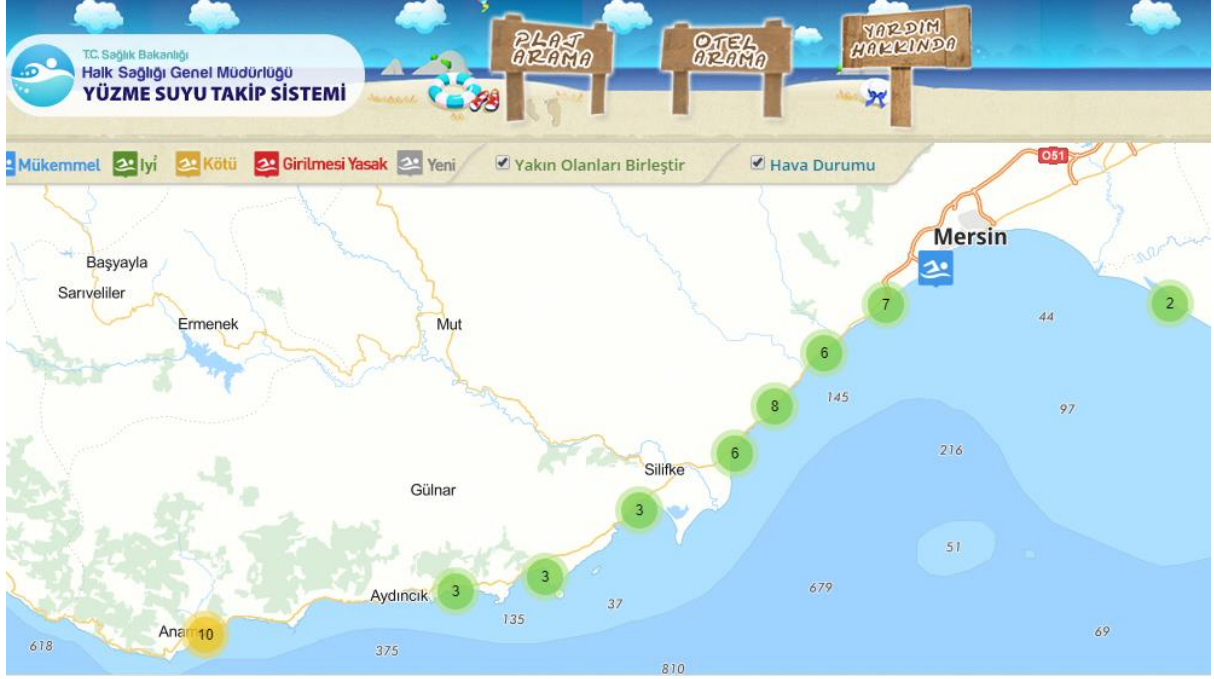 T.C. Sağlık Bakanlığı
Halk Sağlığı Genel Müdürlüğü
YÜZME SUYU TAKİP SİSTEMİ
PLAJ
ARAMA
OTEL
ARAMA
YARDIM
HAKKINDA
Mükemmel İyi Kötü Girilmesi Yasak Yeni Yakın Olanları Birleştir Hava Durumu
O51
Mersin
Başyayla
Sarıveliler
7
2
Ermenek
Mut
44
6
145
8
97
216
6
Silifke
Gülnar
3
51
3
679
Aydıncık
3
37
135
10
69
618
375
810